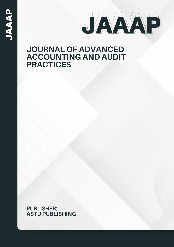 JAAAP
JAAAP
JOURNAL OF ADVANCED
ACCOUNTING AND AUDIT
PRACTICES
PUBLISHER:
ASTU PUBLISHING